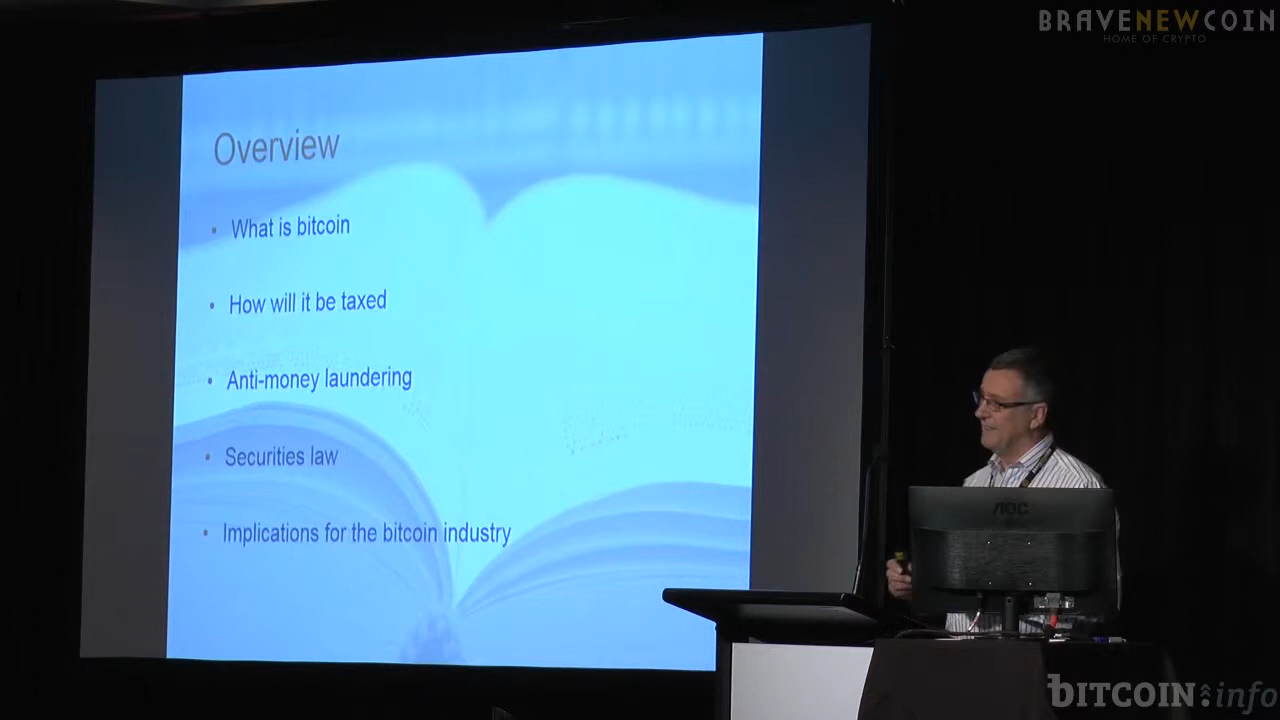 BRAVENEWCOIN
HOME OF CRYPTO
Overview
• What is bitcoin
• How will it be taxed
• Anti-money laundering
• Securities law
• Implications for the bitcoin industry
AOC
bitcoin:info